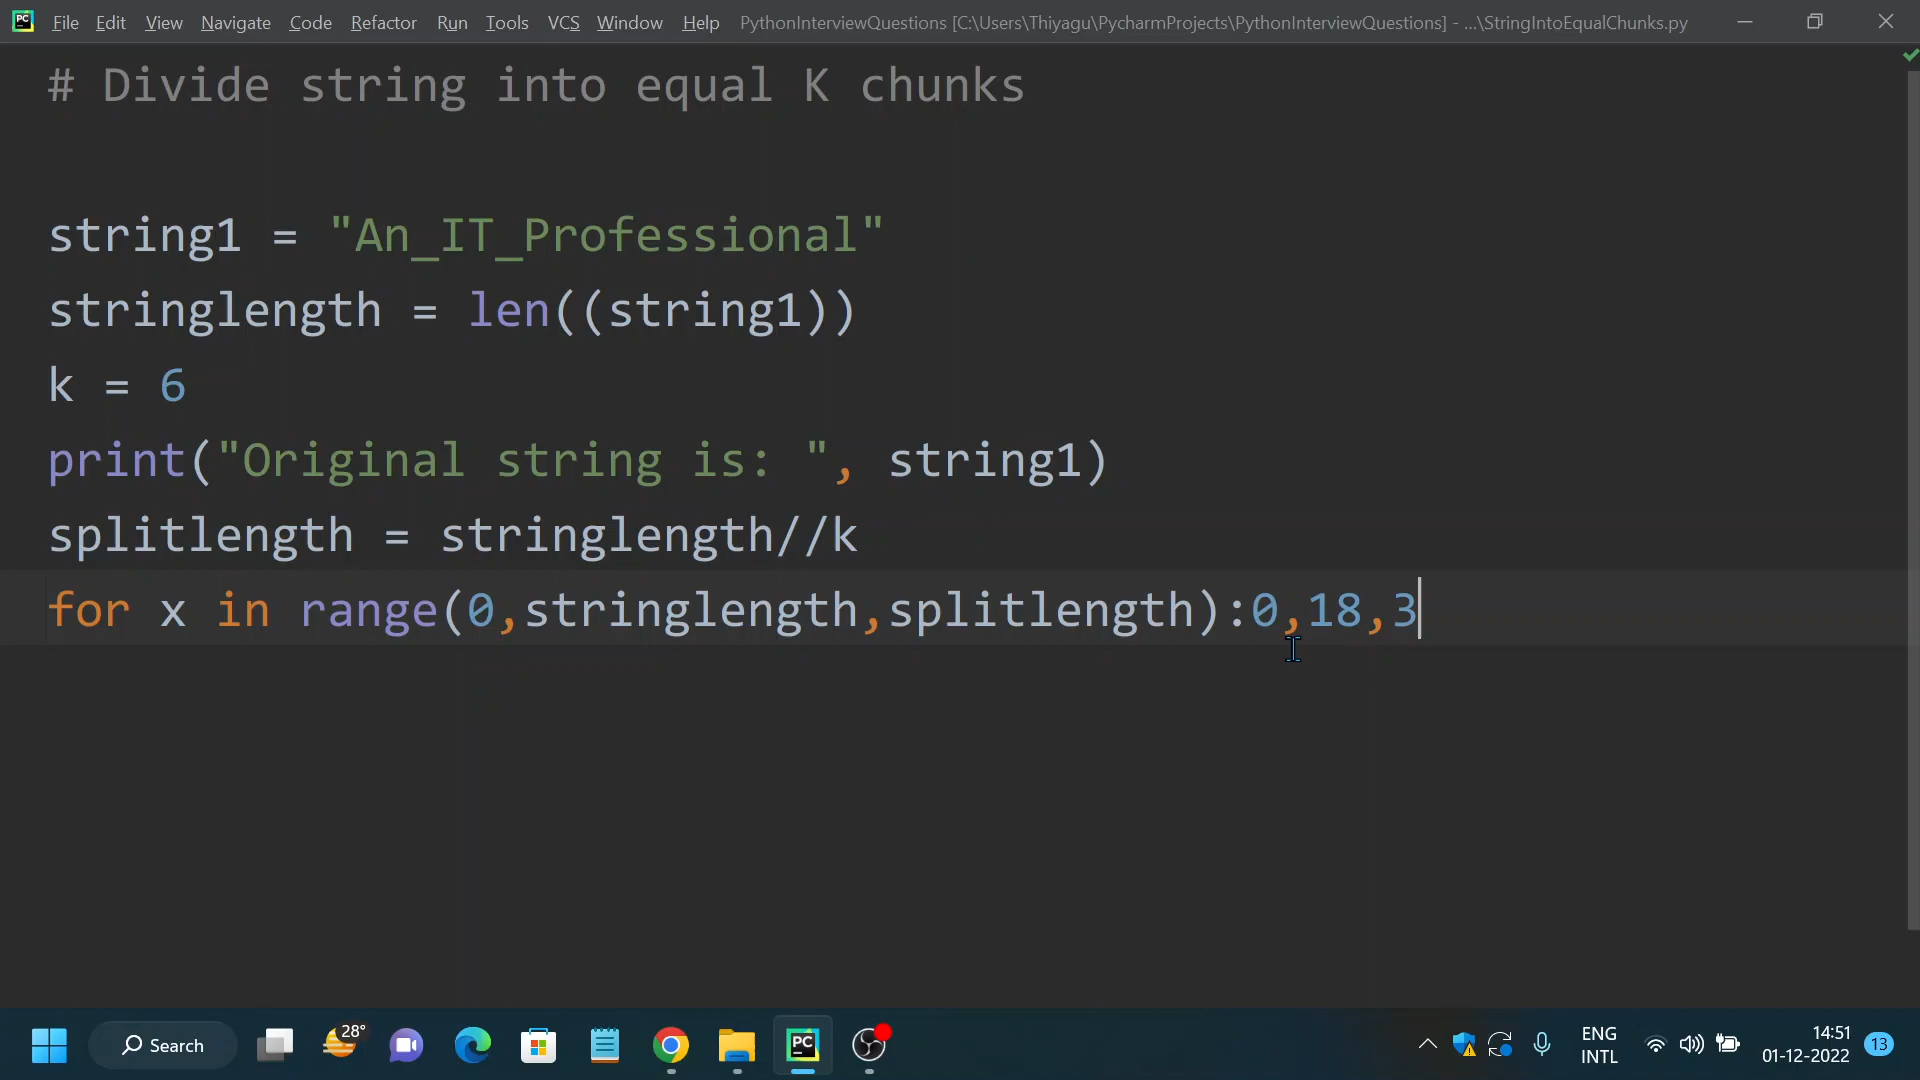 PC File Edit View Navigate Code Refactor Run Tools VCS Window Help PythonInterviewQuestions [C:\Users\Thiyagu\PycharmProjects\PythonInterviewQuestions] - ...\StringIntoEqualChunks.py
# Divide string into equal K chunks
string1 = "An_IT_Professional"
stringlength = len((string1))
k = 6
print("Original string is: ", string1)
splitlength = stringlength//k
for x in range(0,stringlength,splitlength):0,18,3
Search 28° PC ENG 14:51 13
INTL 01-12-2022